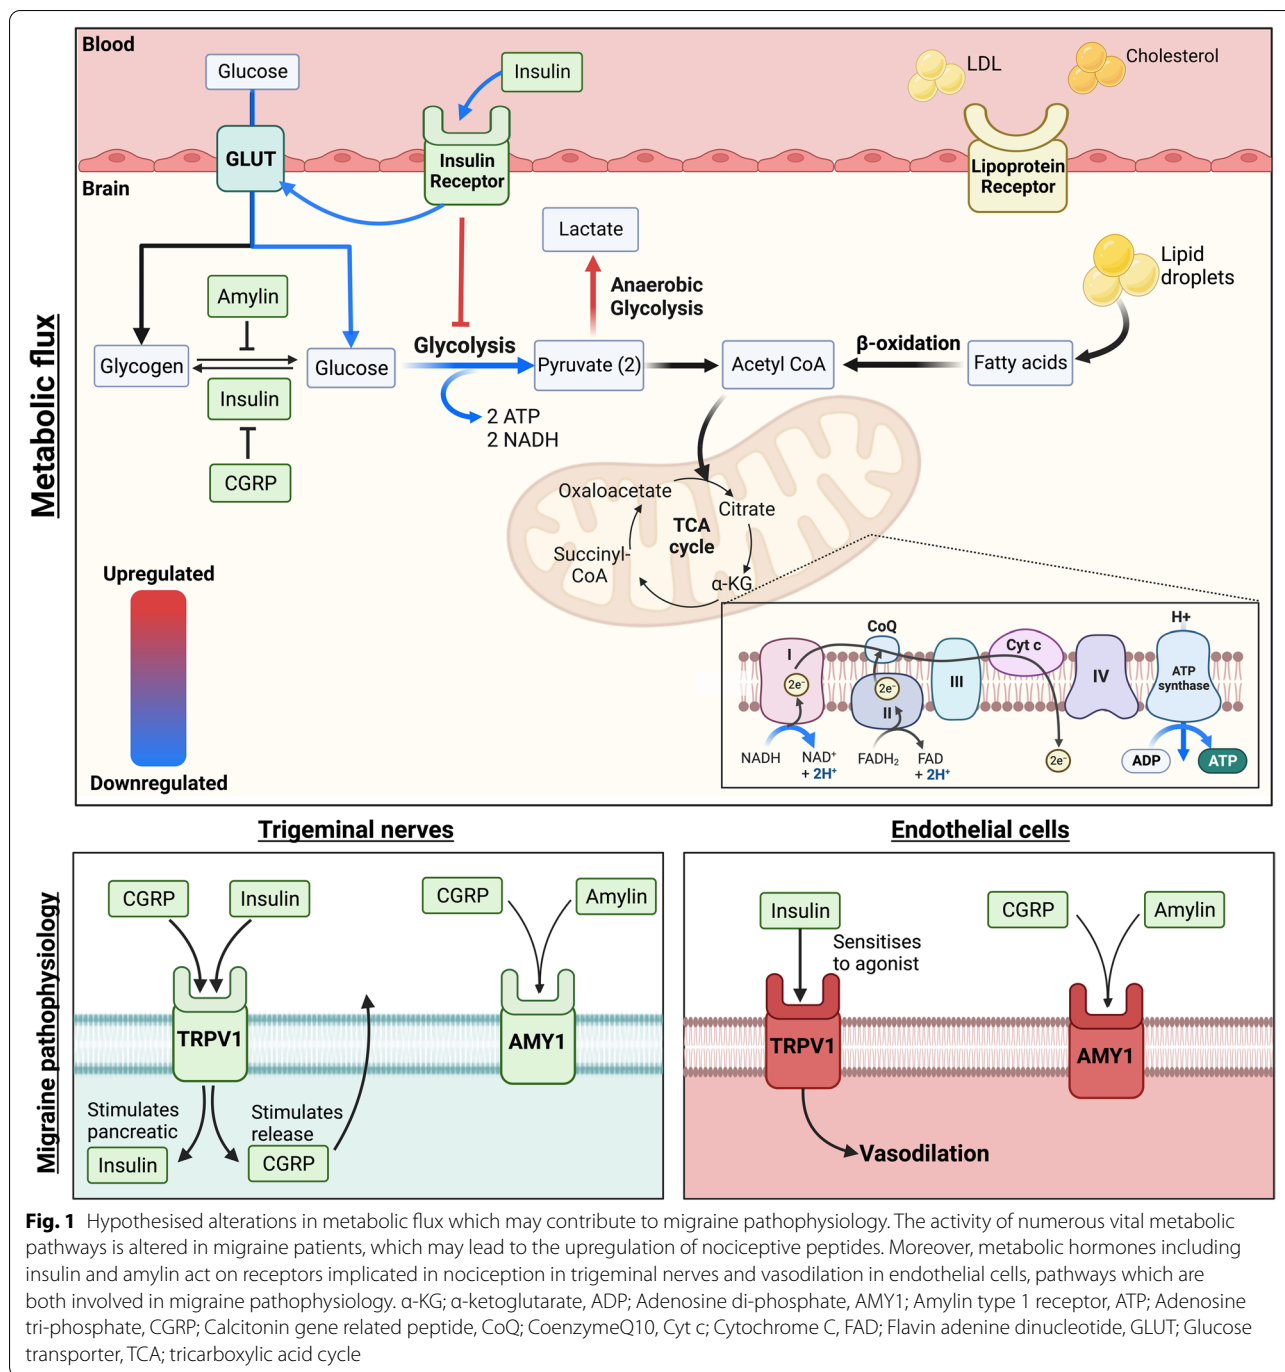 Blood
Glucose
Insulin
LDL
Cholesterol
GLUT
Insulin
Receptor
Lipoprotein
Receptor
Brain
Lactate
Lipid
droplets
Anaerobic
Glycolysis
Amylin
Glycolysis
β-oxidation
Glycogen
Glucose
Pyruvate (2)
Acetyl CoA
Fatty acids
Insulin
2 ATP
2 NADH
CGRP
Metabolic flux
Oxaloacetate
Citrate
TCA
cycle
Succinyl-
CoA
α-KG
Upregulated
Downregulated
H+
CoQ
I
Cyt c
III
IV
ATP
synthase
2e⁻
2e⁻
II
NADH
NAD⁺
+ 2H⁺
FADH₂
FAD
+ 2H⁺
2e⁻
ADP
ATP
Trigeminal nerves
Endothelial cells
Migraine pathophysiology
CGRP
Insulin
CGRP
Amylin
TRPV1
AMY1
Stimulates
pancreatic
Insulin
Stimulates
release
CGRP
Insulin
CGRP
Amylin
Sensitises
to agonist
TRPV1
AMY1
Vasodilation
Fig. 1 Hypothesised alterations in metabolic flux which may contribute to migraine pathophysiology. The activity of numerous vital metabolic
pathways is altered in migraine patients, which may lead to the upregulation of nociceptive peptides. Moreover, metabolic hormones including
insulin and amylin act on receptors implicated in nociception in trigeminal nerves and vasodilation in endothelial cells, pathways which are
both involved in migraine pathophysiology. α-KG; α-ketoglutarate, ADP; Adenosine di-phosphate, AMY1; Amylin type 1 receptor, ATP; Adenosine
tri-phosphate, CGRP; Calcitonin gene related peptide, CoQ; CoenzymeQ10, Cyt c; Cytochrome C, FAD; Flavin adenine dinucleotide, GLUT; Glucose
transporter, TCA; tricarboxylic acid cycle